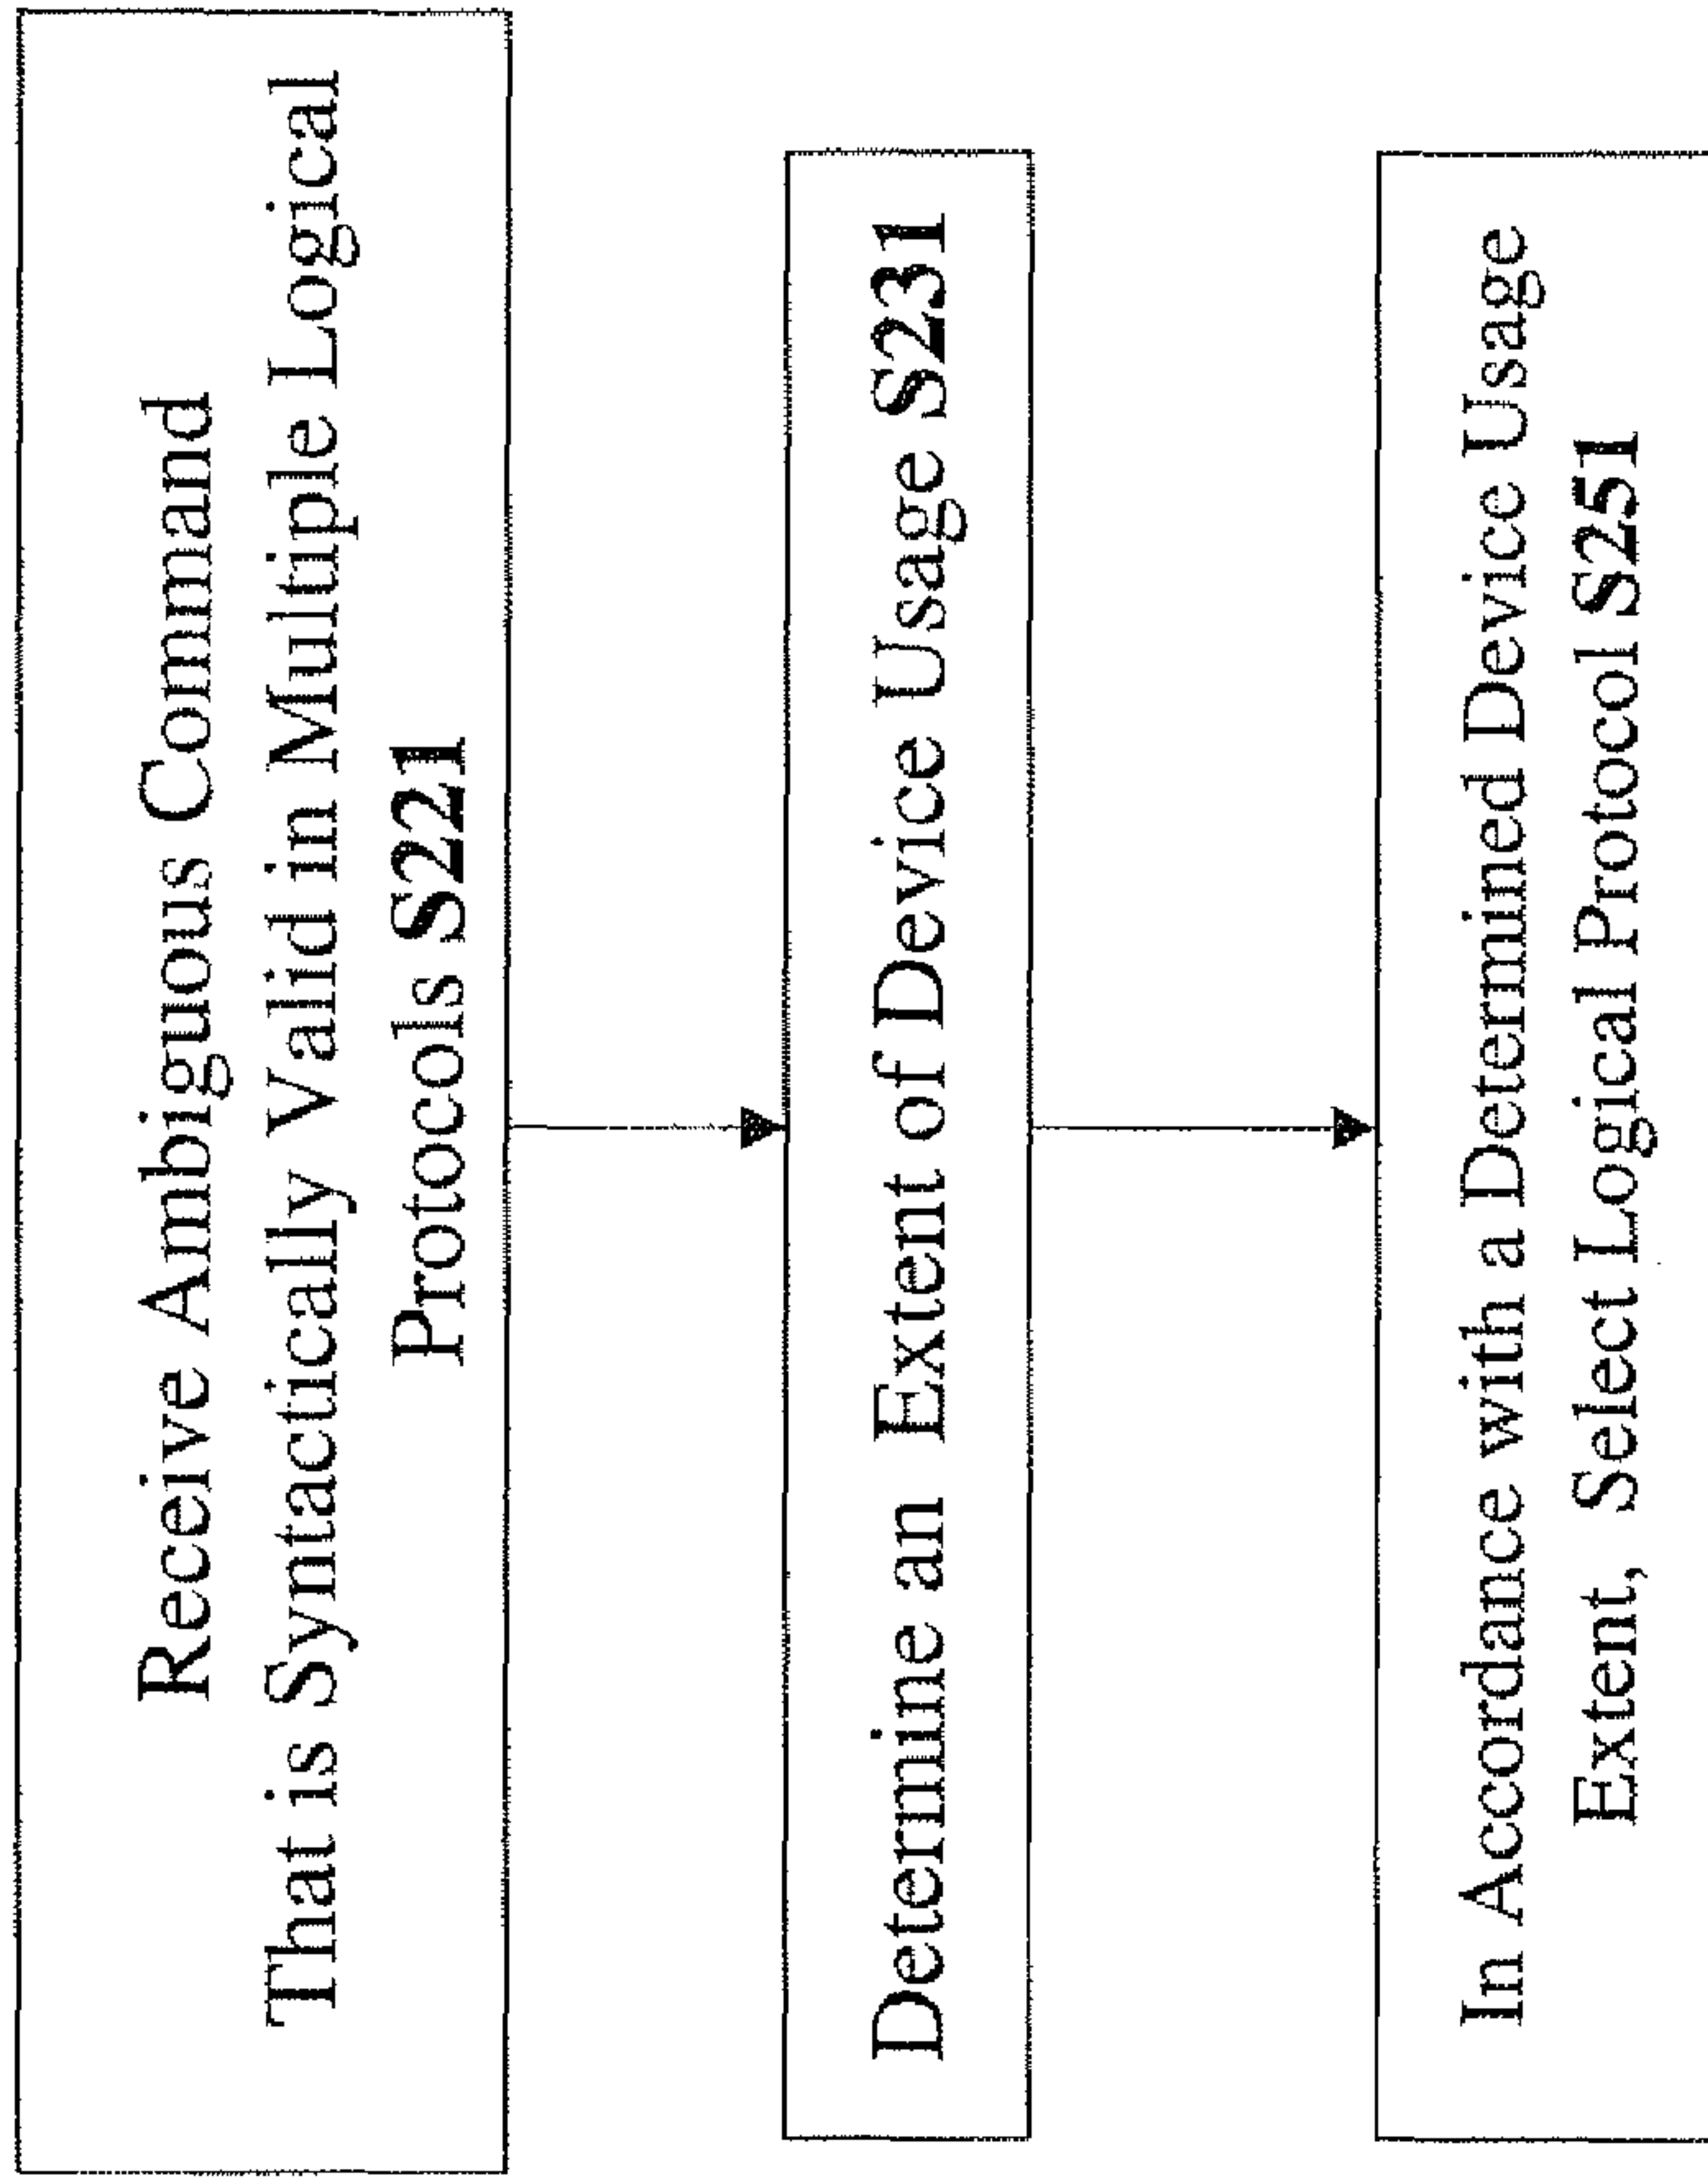 Receive Ambiguous Command
That is Syntactically Valid in Multiple Logical
Protocols S221
Determine an Extent of Device Usage S231
In Accordance with a Determined Device Usage
Extent, Select Logical Protocol S251